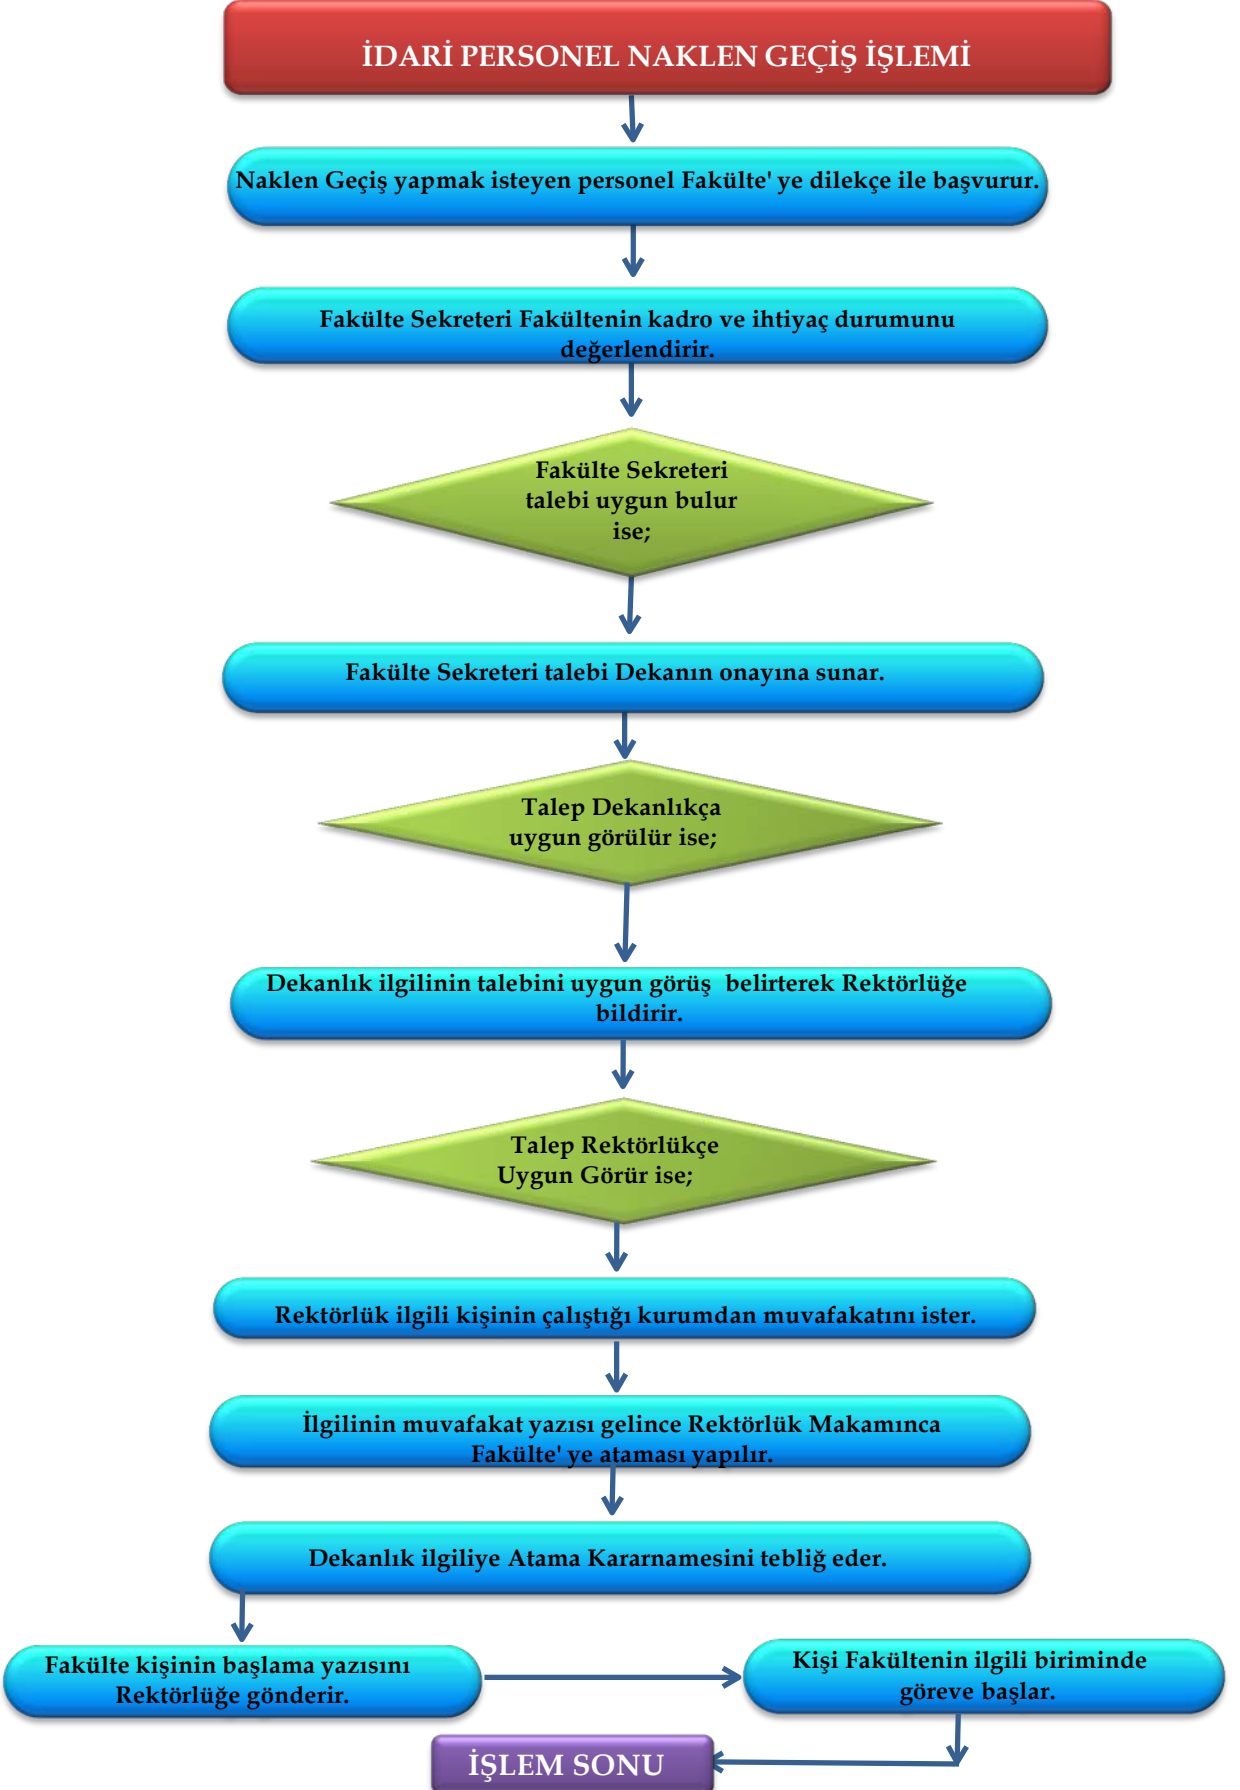 İDARİ PERSONEL NAKLEN GEÇİŞ İŞLEMİ
Naklen Geçiş yapmak isteyen personel Fakülte' ye dilekçe ile başvurur.
Fakülte Sekreteri Fakültenin kadro ve ihtiyaç durumunu
değerlendirir.
Fakülte Sekreteri
talebi uygun bulur
ise;
Fakülte Sekreteri talebi Dekanın onayına sunar.
Talep Dekanlıkça
uygun görülür ise;
Dekanlık ilgilinin talebini uygun görüş belirterek Rektörlüğe
bildirir.
Talep Rektörlükçe
Uygun Görür ise;
Rektörlük ilgili kişinin çalıştığı kurumdan muvafakatını ister.
İlgilinin muvafakat yazısı gelince Rektörlük Makamınca
Fakülte' ye ataması yapılır.
Dekanlık ilgiliye Atama Kararnamesini tebliğ eder.
Fakülte kişinin başlama yazısını
Rektörlüğe gönderir.
Kişi Fakültenin ilgili biriminde
göreve başlar.
İŞLEM SONU